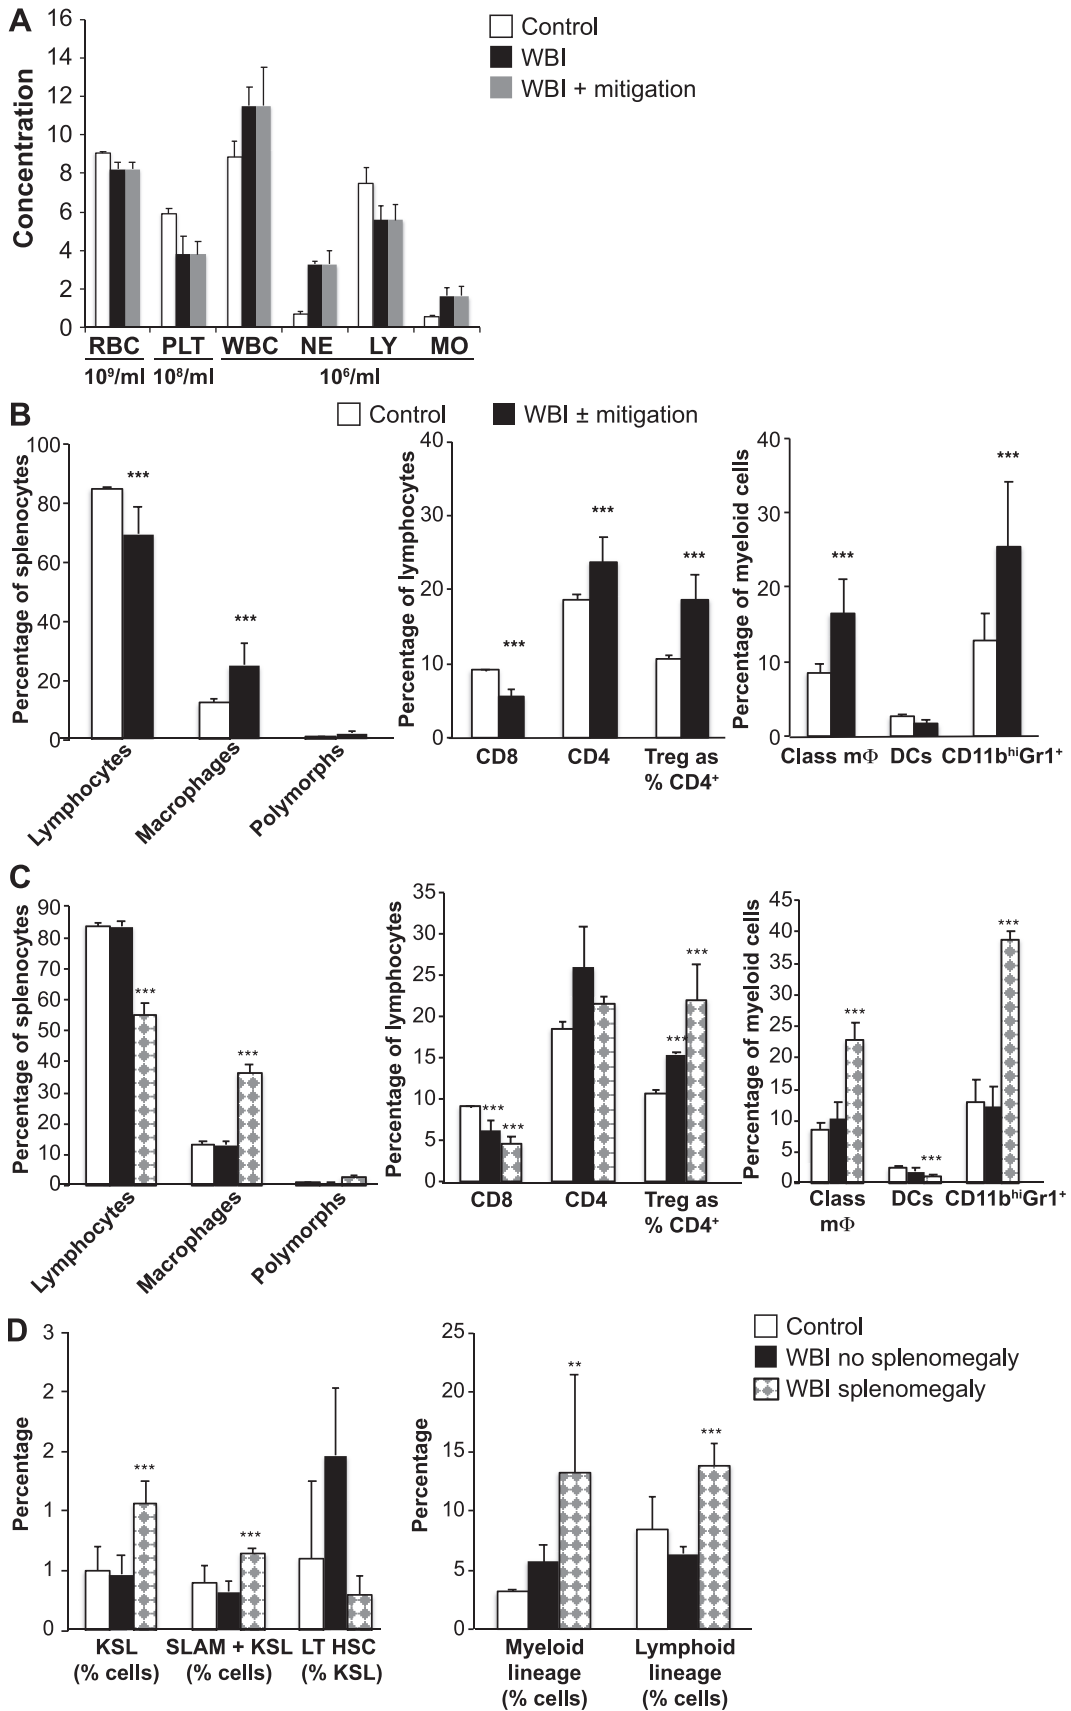 A
16
14
12
10
8
6
4
2
0
Concentration
Control
WBI
WBI + mitigation
RBC PLT WBC NE LY MO
10⁹/ml 10⁸/ml 10⁶/ml
B
Control
WBI ± mitigation
Percentage of splenocytes
100
80
60
40
20
0
***
***
Lymphocytes
Macrophages
Polymorphs
Percentage of lymphocytes
40
30
20
10
0
***
***
***
CD8 CD4 Treg as
% CD4⁺
Percentage of myeloid cells
40
30
20
10
0
***
***
Class mΦ DCs CD11bʰⁱGr1⁺
C
Percentage of splenocytes
90
80
70
60
50
40
30
20
10
0
***
***
Lymphocytes
Macrophages
Polymorphs
Percentage of lymphocytes
35
30
25
20
15
10
5
0
***
***
***
***
CD8 CD4 Treg as
% CD4⁺
Percentage of myeloid cells
45
40
35
30
25
20
15
10
5
0
***
***
***
Class DCs CD11bʰⁱGr1⁺
mΦ
D
Percentage
3
2
2
1
1
0
***
***
KSL SLAM + KSL LT HSC
(% cells) (% cells) (% KSL)
Percentage
25
20
15
10
5
0
**
***
Myeloid Lymphoid
lineage lineage
(% cells) (% cells)
Control
WBI no splenomegaly
WBI splenomegaly